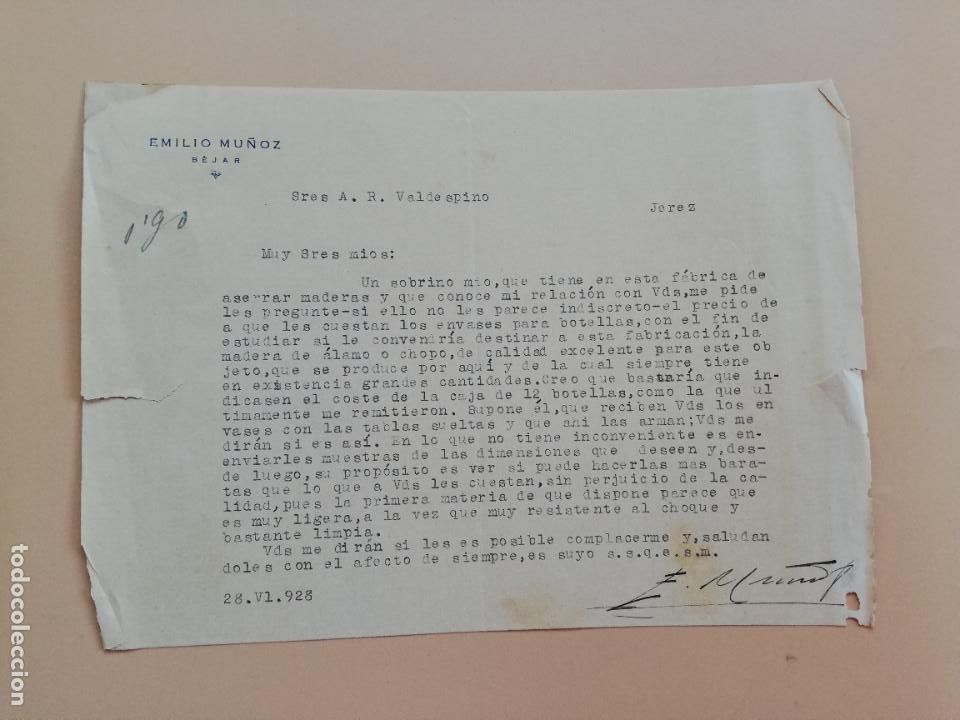 EMILIO MUÑOZ
BÉJAR
Sres A. R. Valdespino
Jerez
1'90
Muy Sres mios:
Un sobrino mio,que tiene en esta fábrica de
aserrar maderas y que conoce mi relación con Vds,me pide
les pregunte-si ello no les parece indiscreto-el precio de
a que les cuestan los envases para botellas,con el fin de
estudiar si le convendría destinar a esta fabricación,la
madera de álamo o chopo,de calidad excelente para este ob
jeto,que se produce por aquí y de la cual siempre tiene
en existencia grandes cantidades.Creo que bastaría que in-
dicasen el coste de la caja de 12 botellas,como la que ul
timamente me remitieron. Supone él,que reciben Vds los en
vases con las tablas sueltas y que ahi las arman;Vds me
dirán si es así. En lo que no tiene inconveniente es en-
enviarles muestras de las dimensiones que deseen y,des-
de luego,su propósito es ver si puede hacerlas mas bara-
tas que lo que a Vds les cuestan,sin perjuicio de la ca-
lidad,pues la primera materia de que dispone parece que
es muy ligera,a la vez que muy resistente al choque y
bastante limpia.
Vds me dirán si les es posible complacerme y,saludan
doles con el afecto de siempre,es suyo s.s.q.e.s.m.
E. Muñoz
28.VI.928
todocoleccion